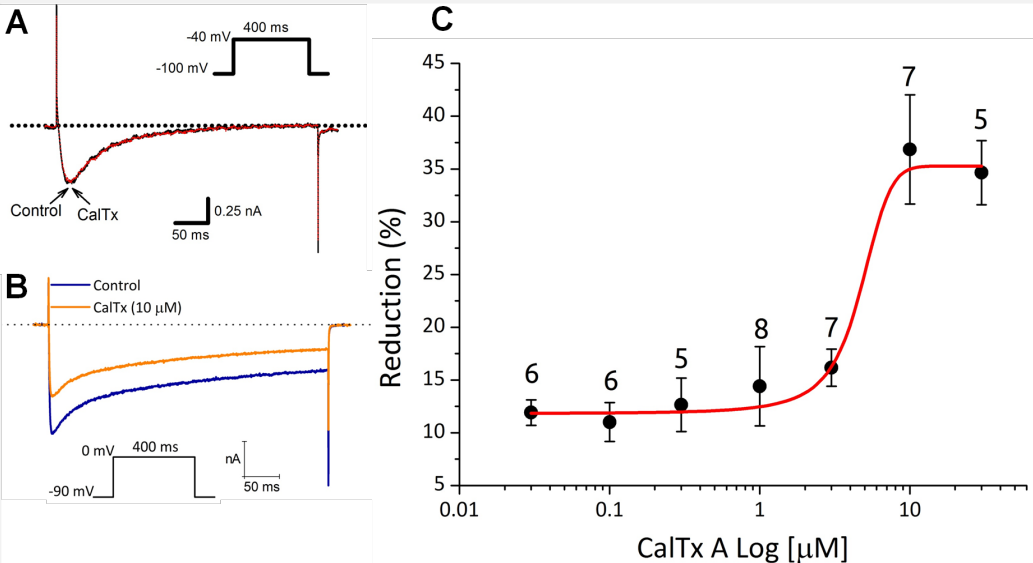 A
400 ms
-40 mV
-100 mV
Control
CalTx
0.25 nA
50 ms
B
Control
CalTx (10 µM)
0 mV
400 ms
-90 mV
nA
50 ms
C
45
40
35
30
25
20
15
10
5
Reduction (%)
6
6
5
8
7
7
5
0.01
0.1
1
10
CalTx A Log [µM]